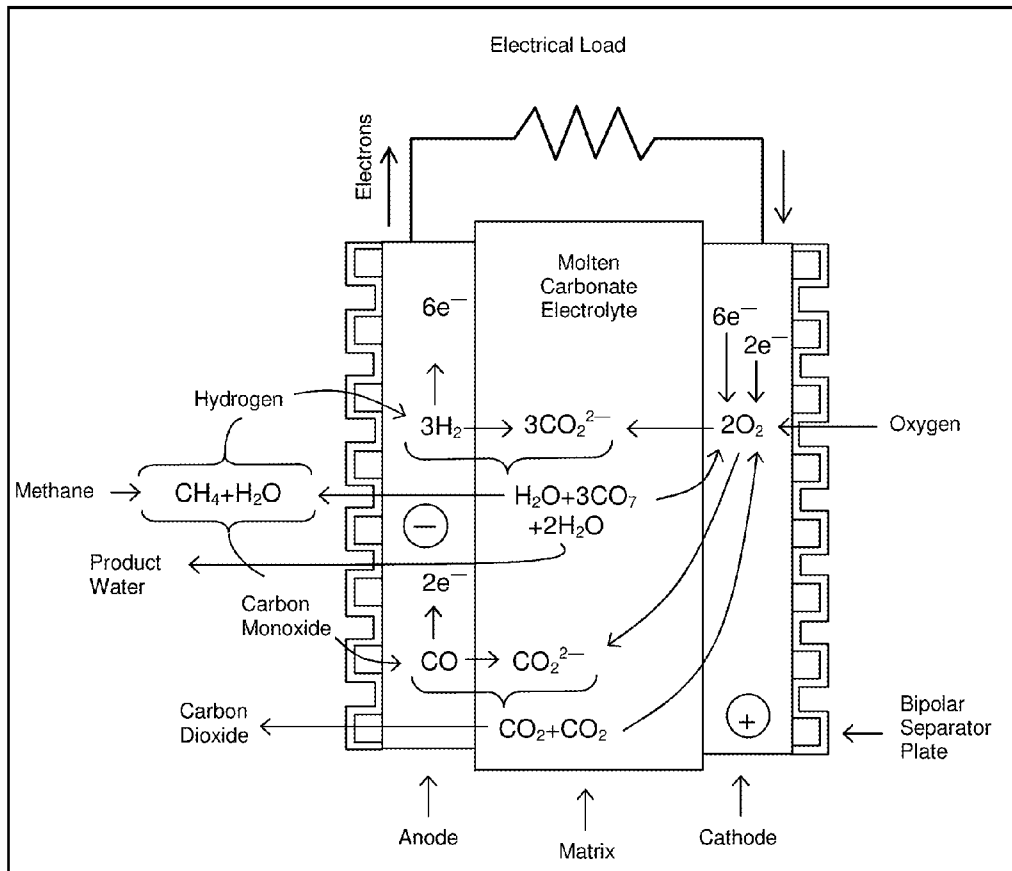 Electrical Load
Electrons
Molten
Carbonate
Electrolyte
6e—
6e—
2e—
Hydrogen
3H₂
3CO₂²—
2O₂
Oxygen
Methane
CH₄+H₂O
H₂O+3CO₇
+2H₂O
—
Product
Water
2e—
Carbon
Monoxide
CO
CO₂²—
Carbon
Dioxide
CO₂+CO₂
+
Bipolar
Separator
Plate
Anode
Matrix
Cathode